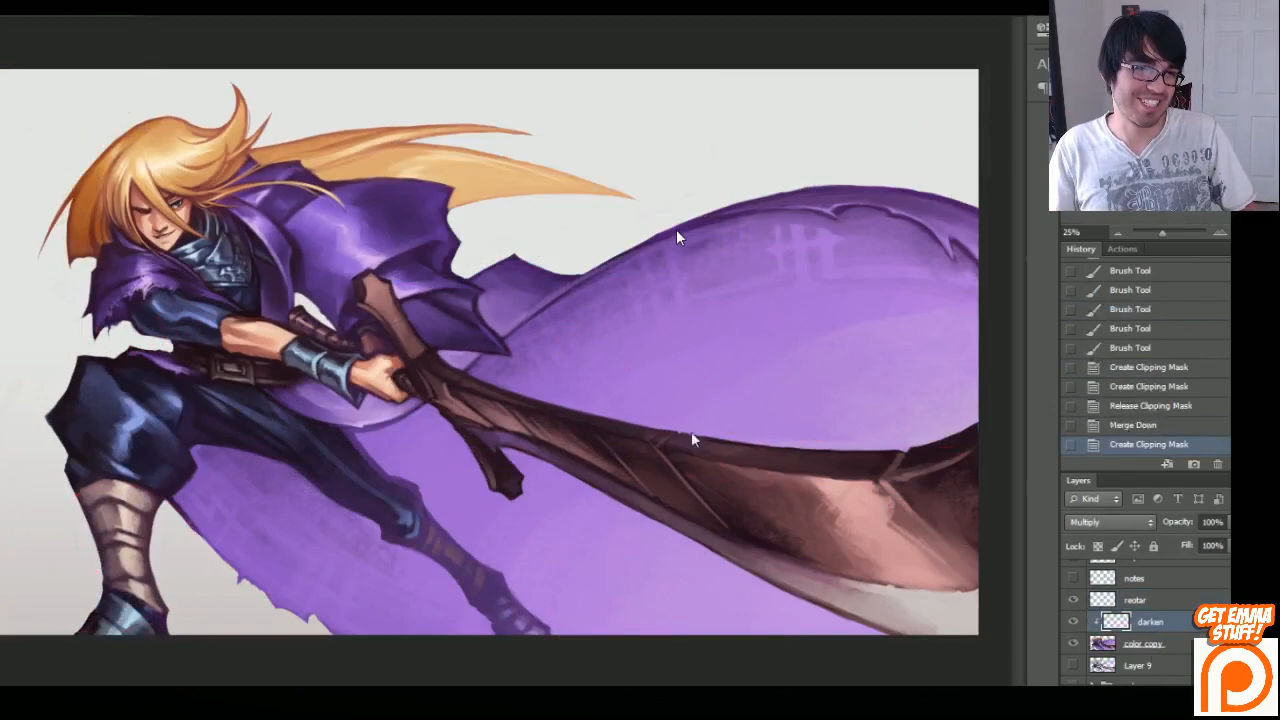 25%
History Actions
Brush Tool
Brush Tool
Brush Tool
Brush Tool
Brush Tool
Create Clipping Mask
Create Clipping Mask
Release Clipping Mask
Merge Down
Create Clipping Mask
Layers
Kind
Multiply Opacity: 100%
Lock: Fill: 100%
notes
darken
color copy
Layer 9
GET EMMA
STUFF!